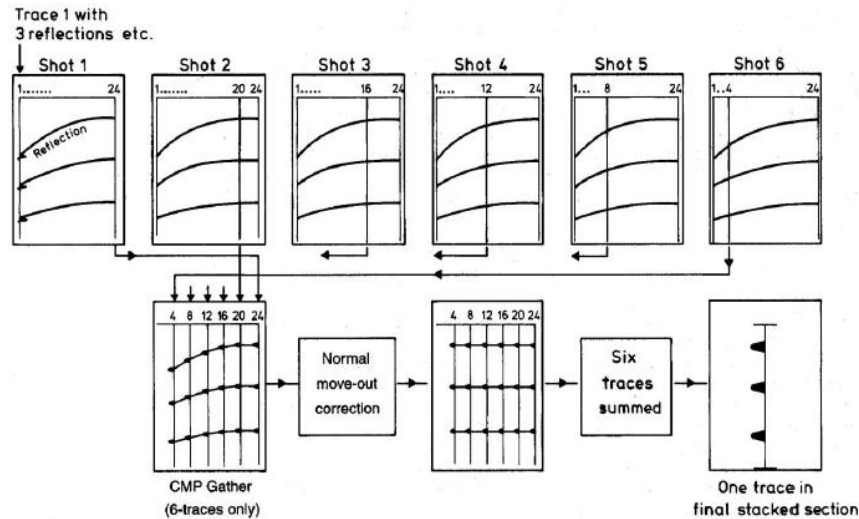 Trace 1 with
3 reflections etc.
Shot 1 Shot 2 Shot 3 Shot 4 Shot 5 Shot 6
1....... 24 1........ 20 24 1..... 16 24 1.... 12 24 1... 8 24 1..4 24
Reflection
4 8 12 16 20 24 4 8 12 16 20 24
Normal
move-out
correction
Six
traces
summed
CMP Gather
(6-traces only)
One trace in
final stacked section